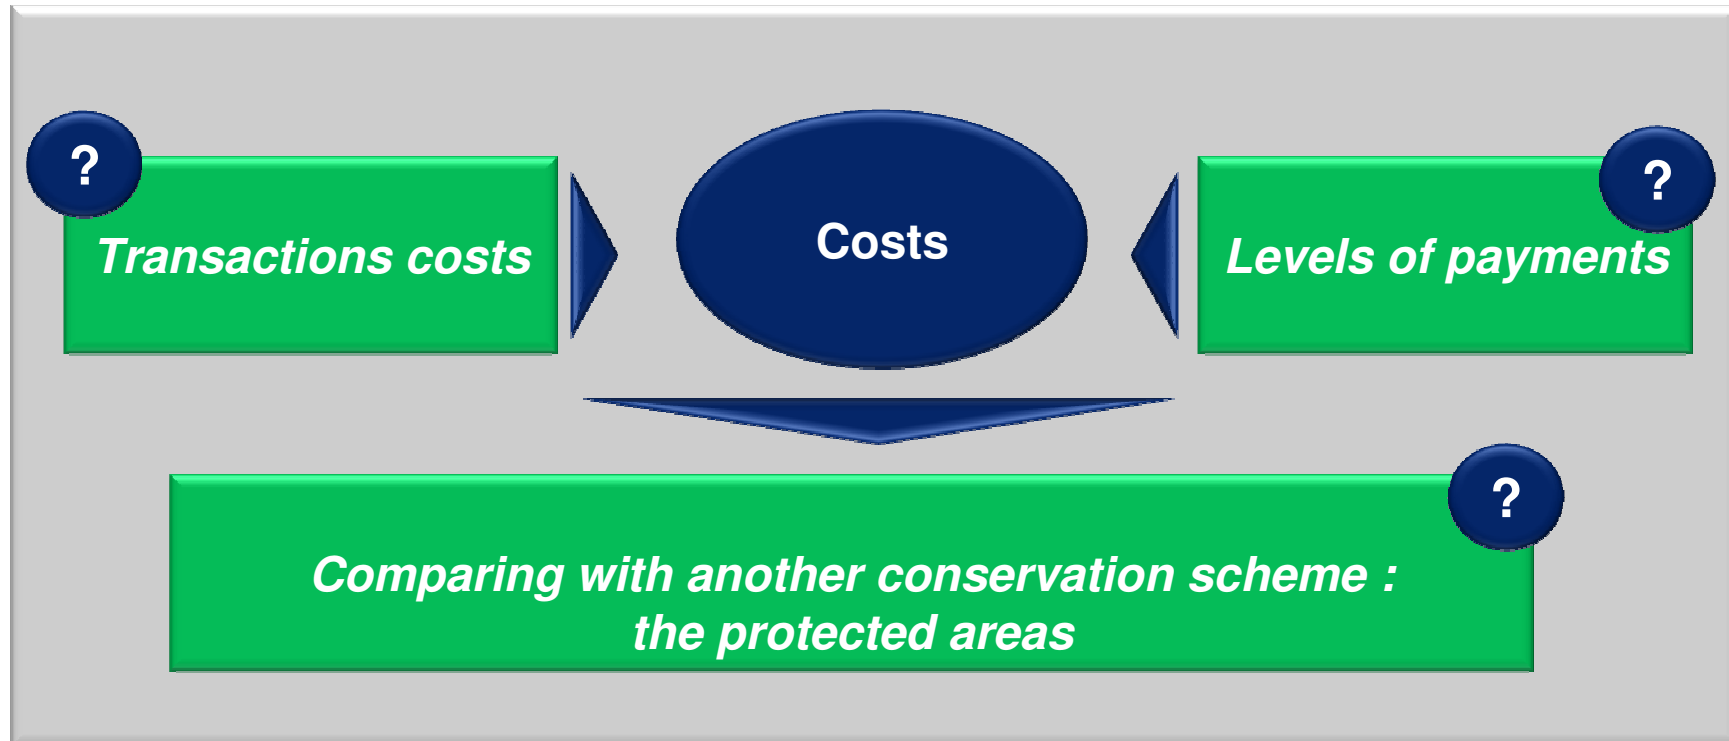 ?
Transactions costs
Costs
?
Levels of payments
?
Comparing with another conservation scheme :
the protected areas